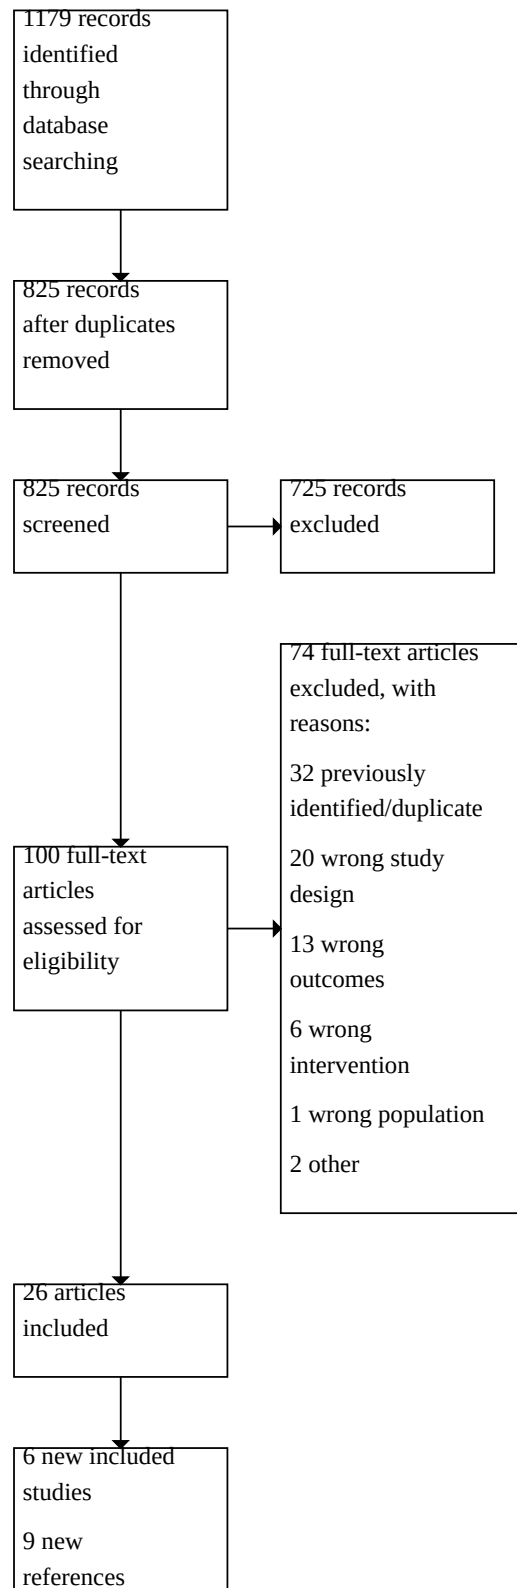 1179 records
identified
through
database
searching
825 records
after duplicates
removed
825 records
screened
725 records
excluded
74 full-text articles
excluded, with
reasons:
32 previously
identified/duplicate
20 wrong study
design
13 wrong
outcomes
6 wrong
intervention
1 wrong population
2 other
100 full-text
articles
assessed for
eligibility
26 articles
included
6 new included
studies
9 new
references